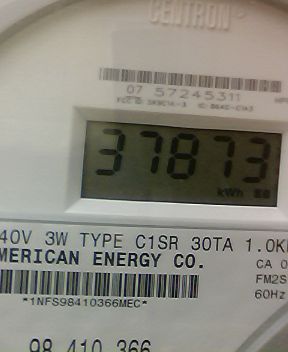 CENTRON®
07 57245311
37873
kWh
40V 3W TYPE C1SR 30TA 1.0K
MERICAN ENERGY CO.
CA 0
FM2S
60Hz
*1NFS98410366MEC*
98 410 366